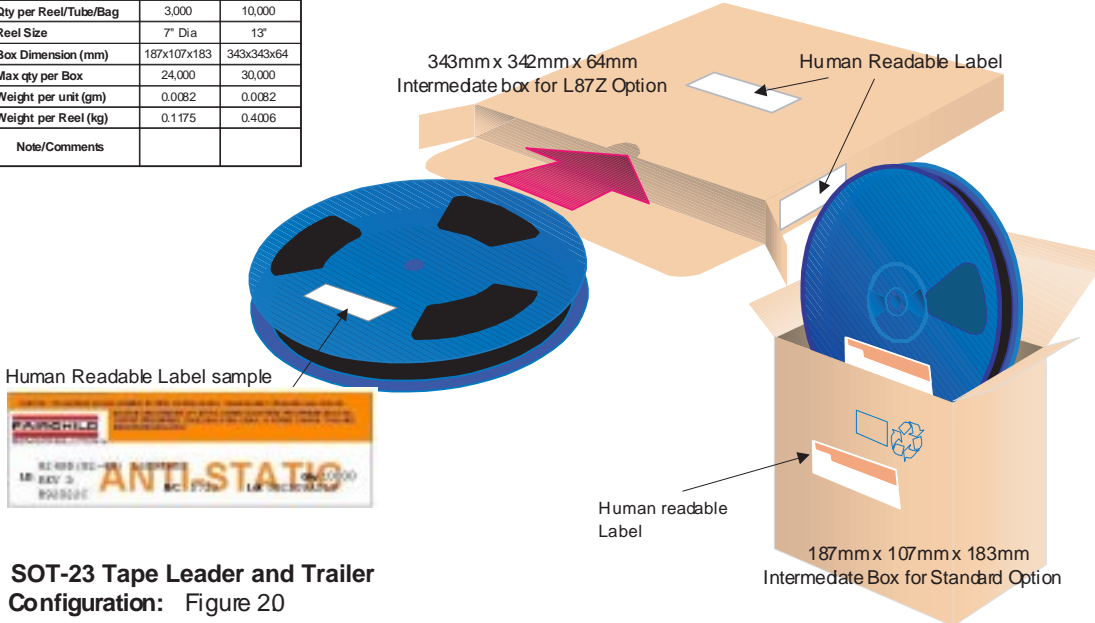 Qty per Reel/Tube/Bag 3,000 10,000
Reel Size 7" Dia 13"
Box Dimension (mm) 187x107x183 343x343x64
Max qty per Box 24,000 30,000
Weight per unit (gm) 0.0082 0.0082
Weight per Reel (kg) 0.1175 0.4006
Note/Comments
343mm x 342mm x 64mm
Intermediate box for L87Z Option
Human Readable Label
Human Readable Label sample
FAIRCHILD
ANTI-STATIC
Human readable
Label
187mm x 107mm x 183mm
Intermediate Box for Standard Option
SOT-23 Tape Leader and Trailer
Configuration: Figure 2.0